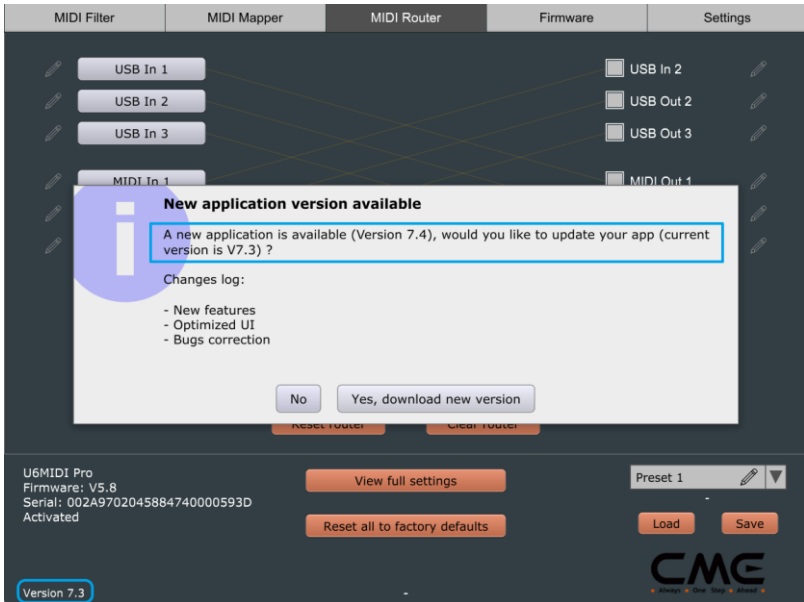 MIDI Filter
MIDI Mapper
MIDI Router
Firmware
Settings
USB In 1
USB In 2
USB In 2
USB Out 2
USB In 3
USB Out 3
MIDI In 1
MIDI Out 1
New application version available
A new application is available (Version 7.4), would you like to update your app (current
version is V7.3) ?
Changes log:
- New features
- Optimized UI
- Bugs correction
No
Yes, download new version
Reset router
Clear router
U6MIDI Pro
Firmware: V5.8
Serial: 002A9702045884740000593D
Activated
View full settings
Reset all to factory defaults
Preset 1
-
Load
Save
CME
Always One Step Ahead
Version 7.3
-